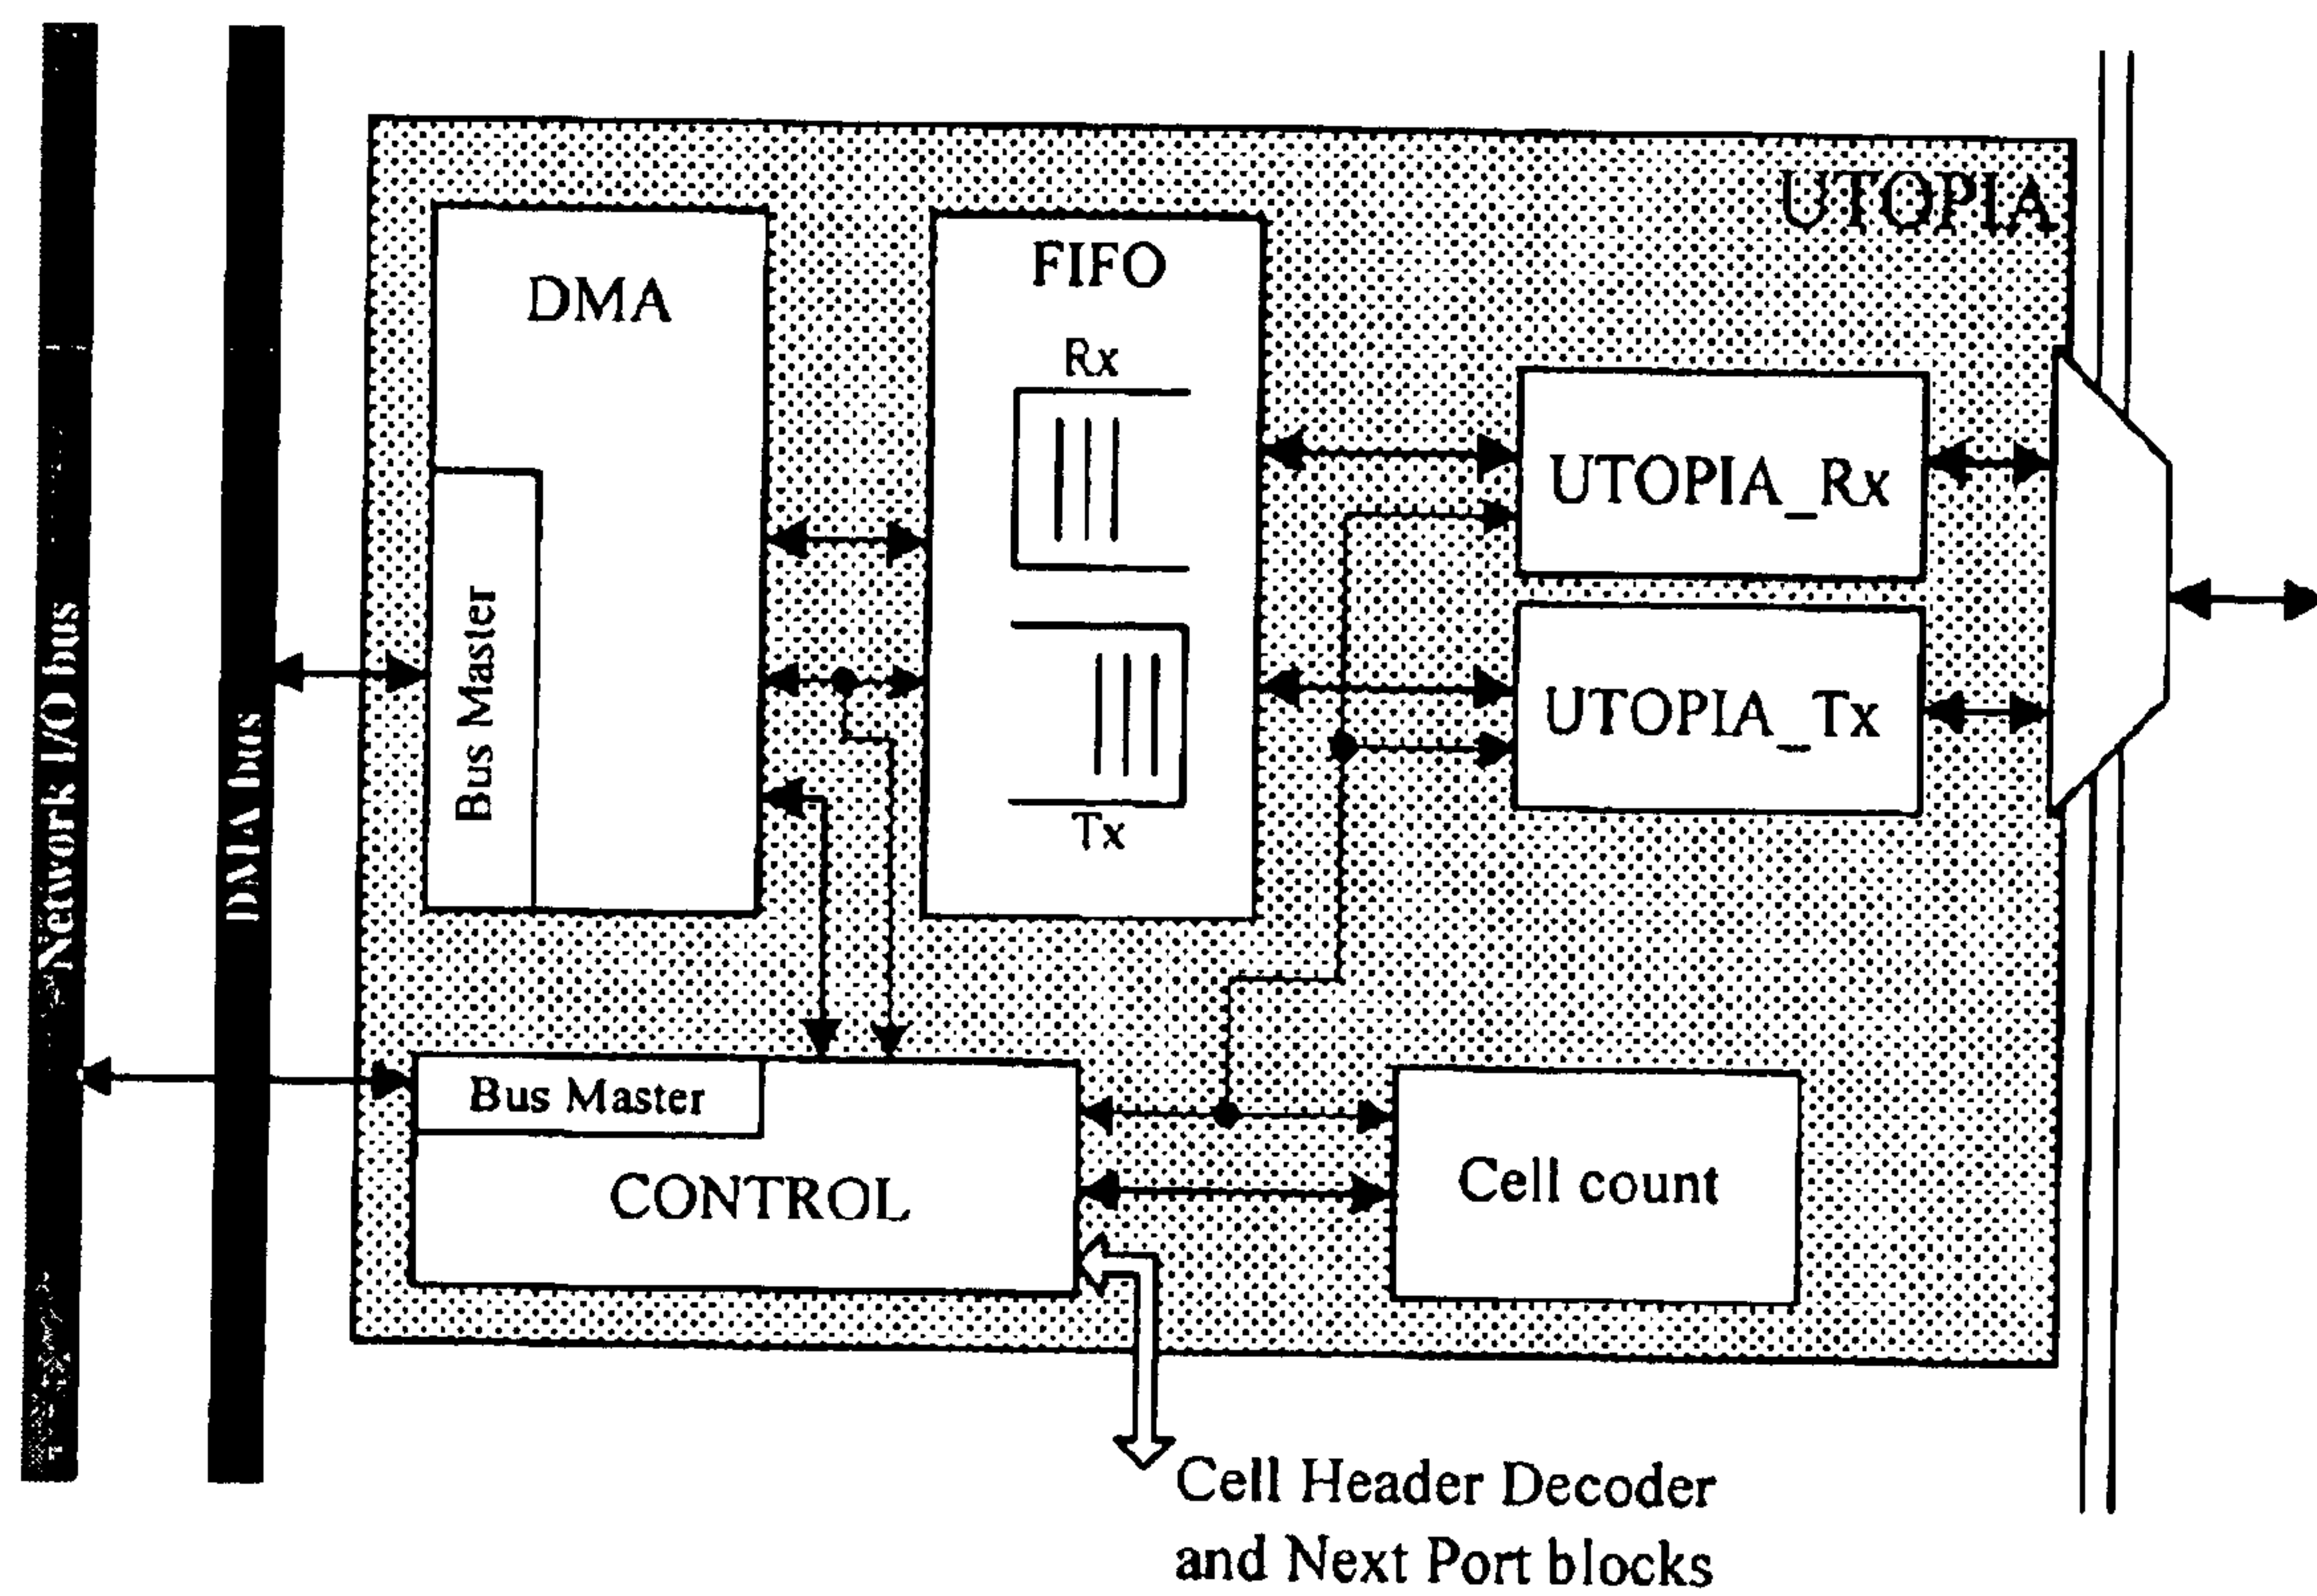 Network I/O bus
DMA bus
UTOPIA
DMA
Bus Master
FIFO
Rx
Tx
UTOPIA_Rx
UTOPIA_Tx
Bus Master
CONTROL
Cell count
Cell Header Decoder
and Next Port blocks